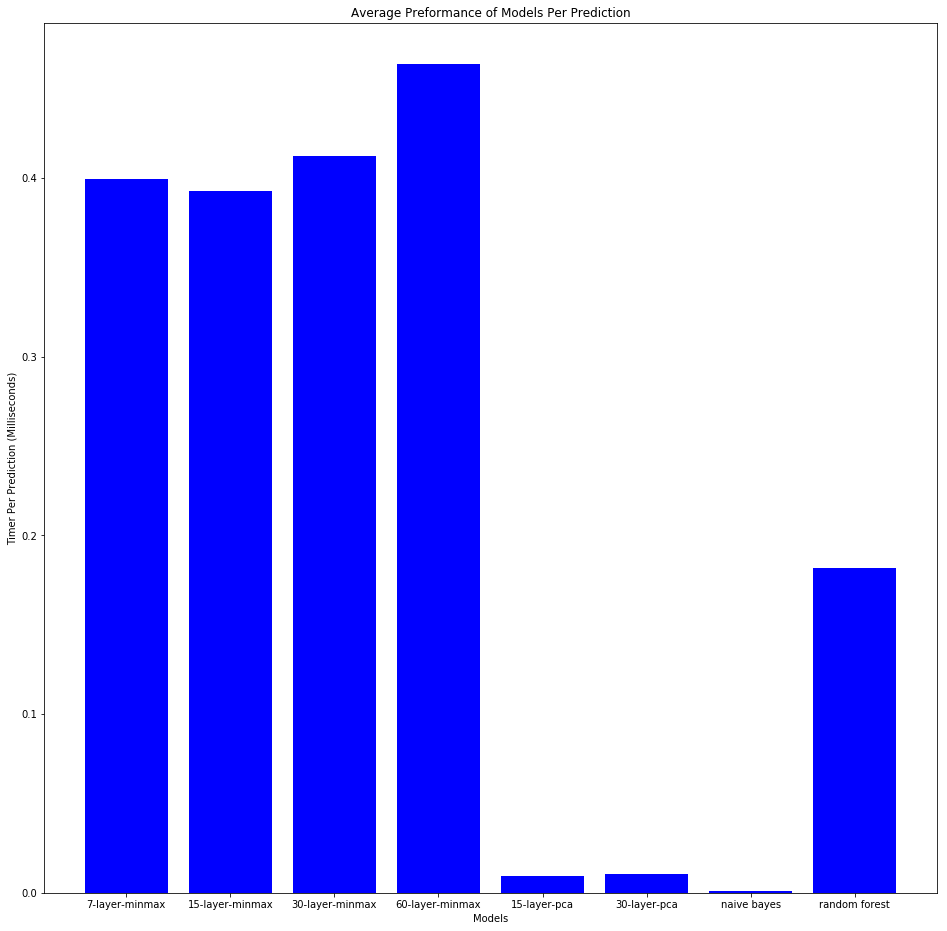 Average Preformance of Models Per Prediction
Timer Per Prediction (Milliseconds)
0.4
0.3
0.2
0.1
0.0
7-layer-minmax 15-layer-minmax 30-layer-minmax 60-layer-minmax 15-layer-pca 30-layer-pca naive bayes random forest
Models